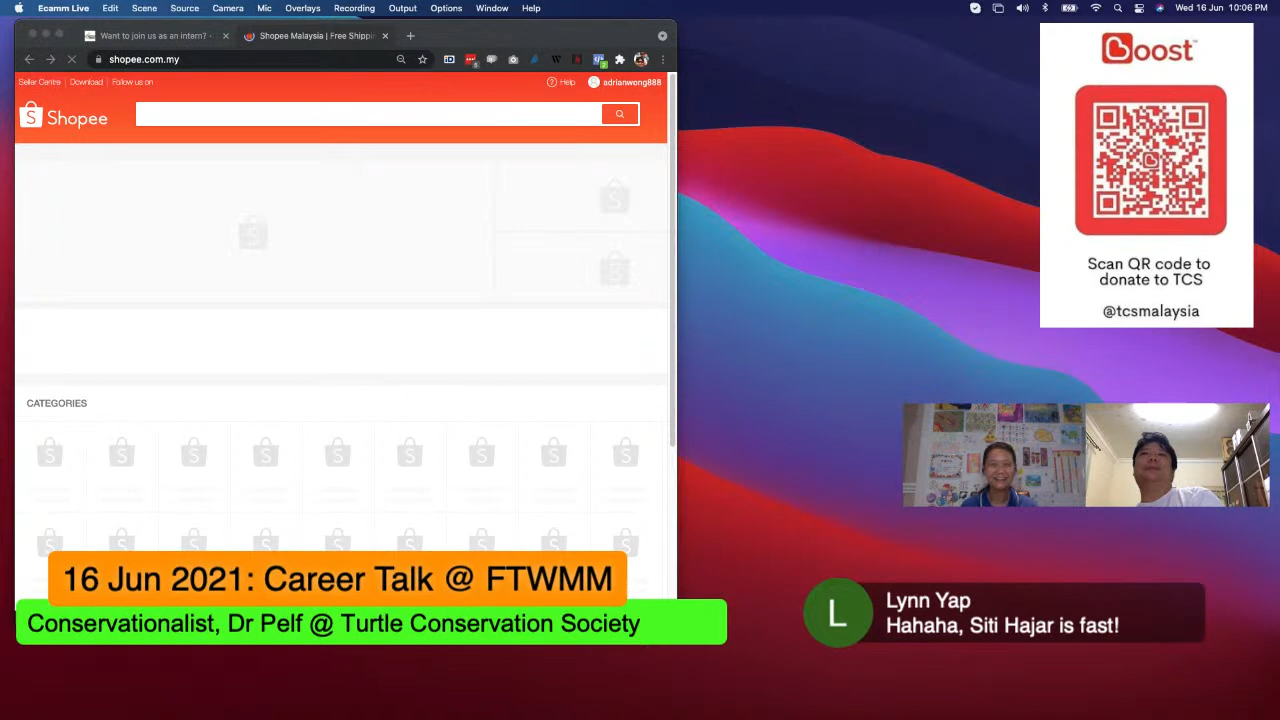 Ecamm Live Edit Scene Source Camera Mic Overlays Recording Output Options Window Help
Wed 16 Jun 10:06 PM
Want to join us as an intern? -
Shopee Malaysia | Free Shippin
shopee.com.my
Seller Centre | Download | Follow us on
Help
adrianwong888
Shopee
CATEGORIES
boost
Scan QR code to
donate to TCS
@tcsmalaysia
16 Jun 2021: Career Talk @ FTWMM
Conservationalist, Dr Pelf @ Turtle Conservation Society
L
Lynn Yap
Hahaha, Siti Hajar is fast!